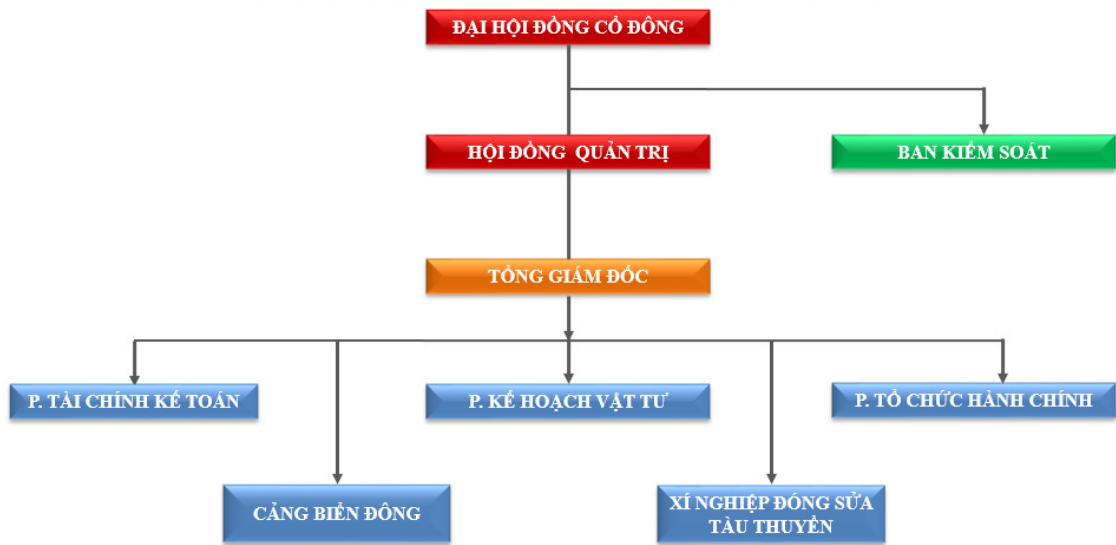 ĐẠI HỘI ĐỒNG CỔ ĐÔNG
HỘI ĐỒNG QUẢN TRỊ
BAN KIỂM SOÁT
TỔNG GIÁM ĐỐC
P. TÀI CHÍNH KẾ TOÁN
P. KẾ HOẠCH VẬT TƯ
P. TỔ CHỨC HÀNH CHÍNH
CẢNG BIỂN ĐÔNG
XÍ NGHIỆP ĐÓNG SỬA
TÀU THUYỀN